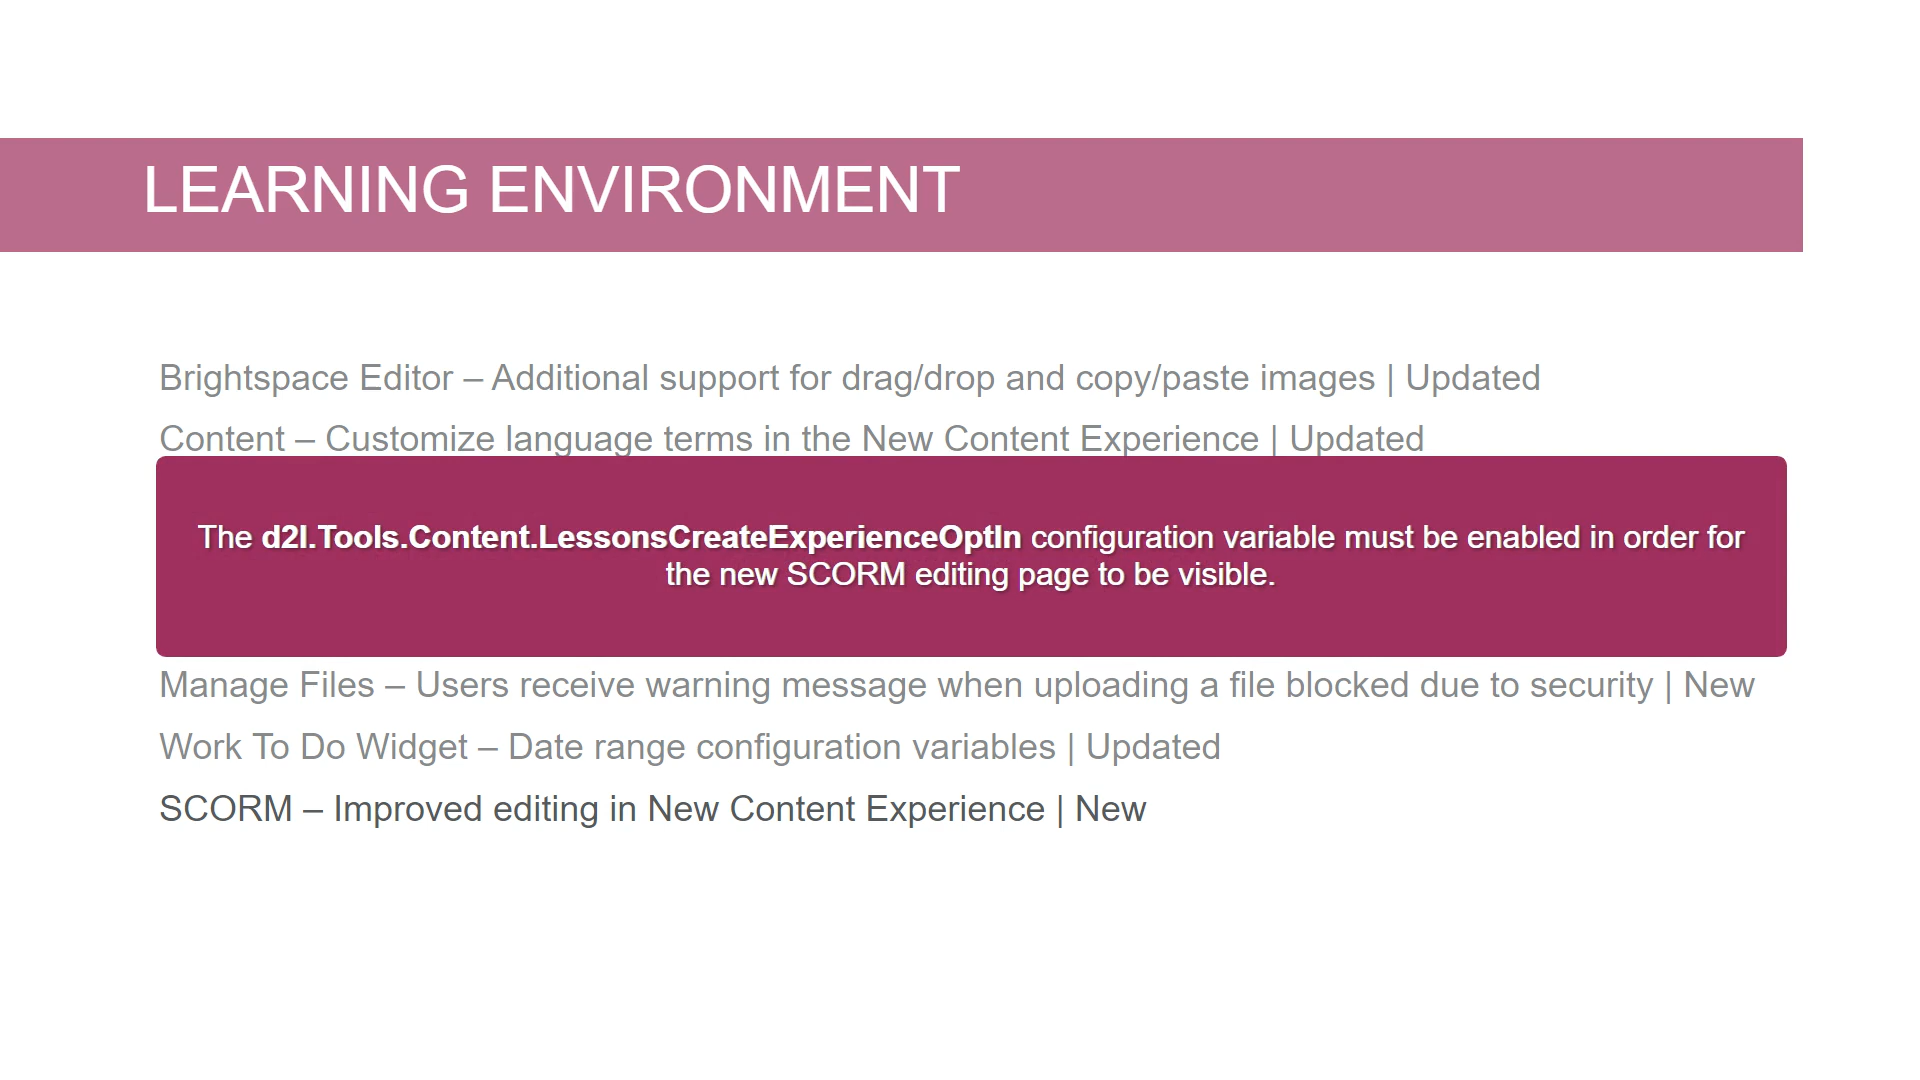 LEARNING ENVIRONMENT
Brightspace Editor – Additional support for drag/drop and copy/paste images | Updated
Content – Customize language terms in the New Content Experience | Updated
The d2l.Tools.Content.LessonsCreateExperienceOptIn configuration variable must be enabled in order for
the new SCORM editing page to be visible.
Manage Files – Users receive warning message when uploading a file blocked due to security | New
Work To Do Widget – Date range configuration variables | Updated
SCORM – Improved editing in New Content Experience | New